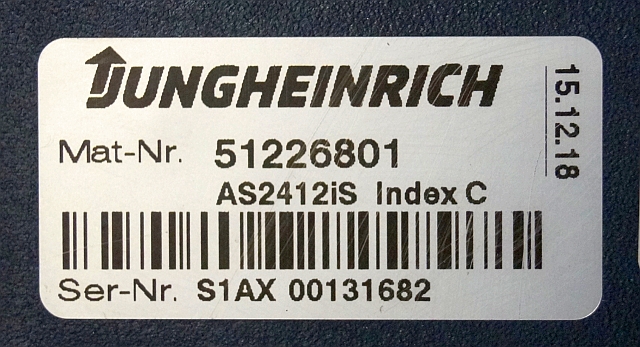 JUNGHEINRICH
15.12.18
Mat-Nr. 51226801
AS2412iS Index C
Ser-Nr. S1AX 00131682